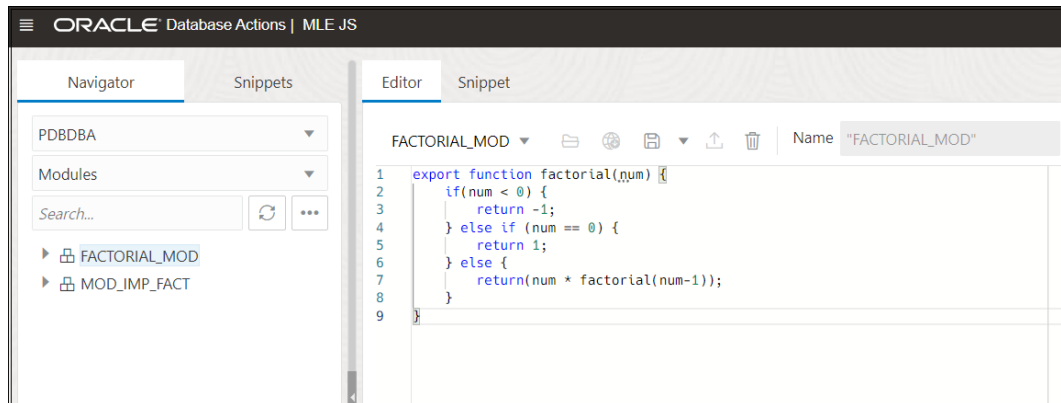 ORACLE Database Actions | MLE JS
Navigator
Snippets
PDBDBA
Modules
Search...
FACTORIAL_MOD
MOD_IMP_FACT
Editor
Snippet
FACTORIAL_MOD
Name "FACTORIAL_MOD"
1 export function factorial(num) {
2 if(num < 0) {
3 return -1;
4 } else if (num == 0) {
5 return 1;
6 } else {
7 return(num * factorial(num-1));
8 }
9 }